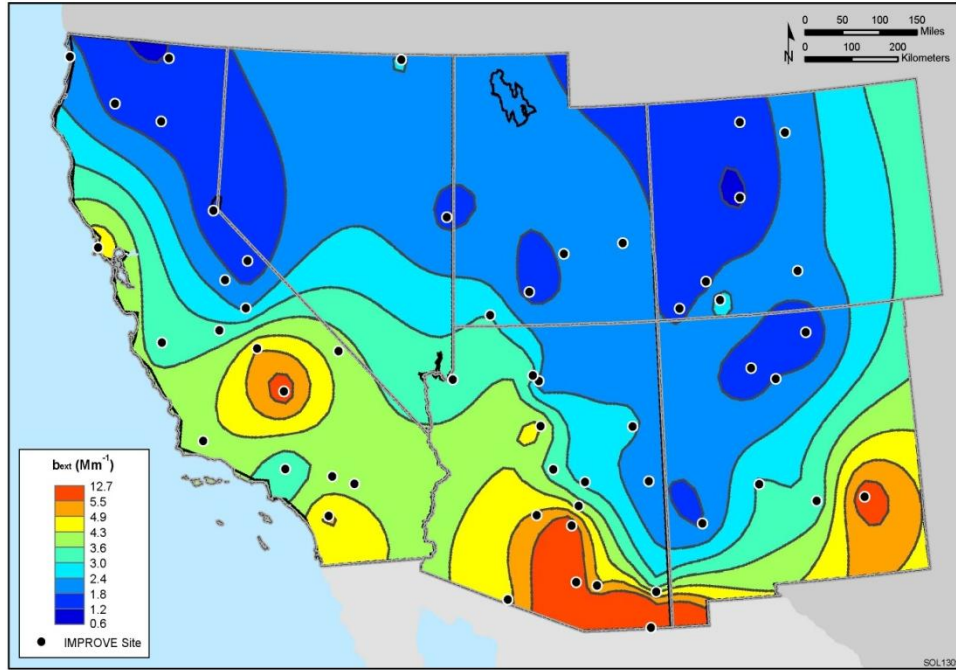 0 50 100 150
Miles
0 100 200
Kilometers
N
bext (Mm-1)
12.7
5.5
4.9
4.3
3.6
3.0
2.4
1.8
1.2
0.6
IMPROVE Site
SOL130